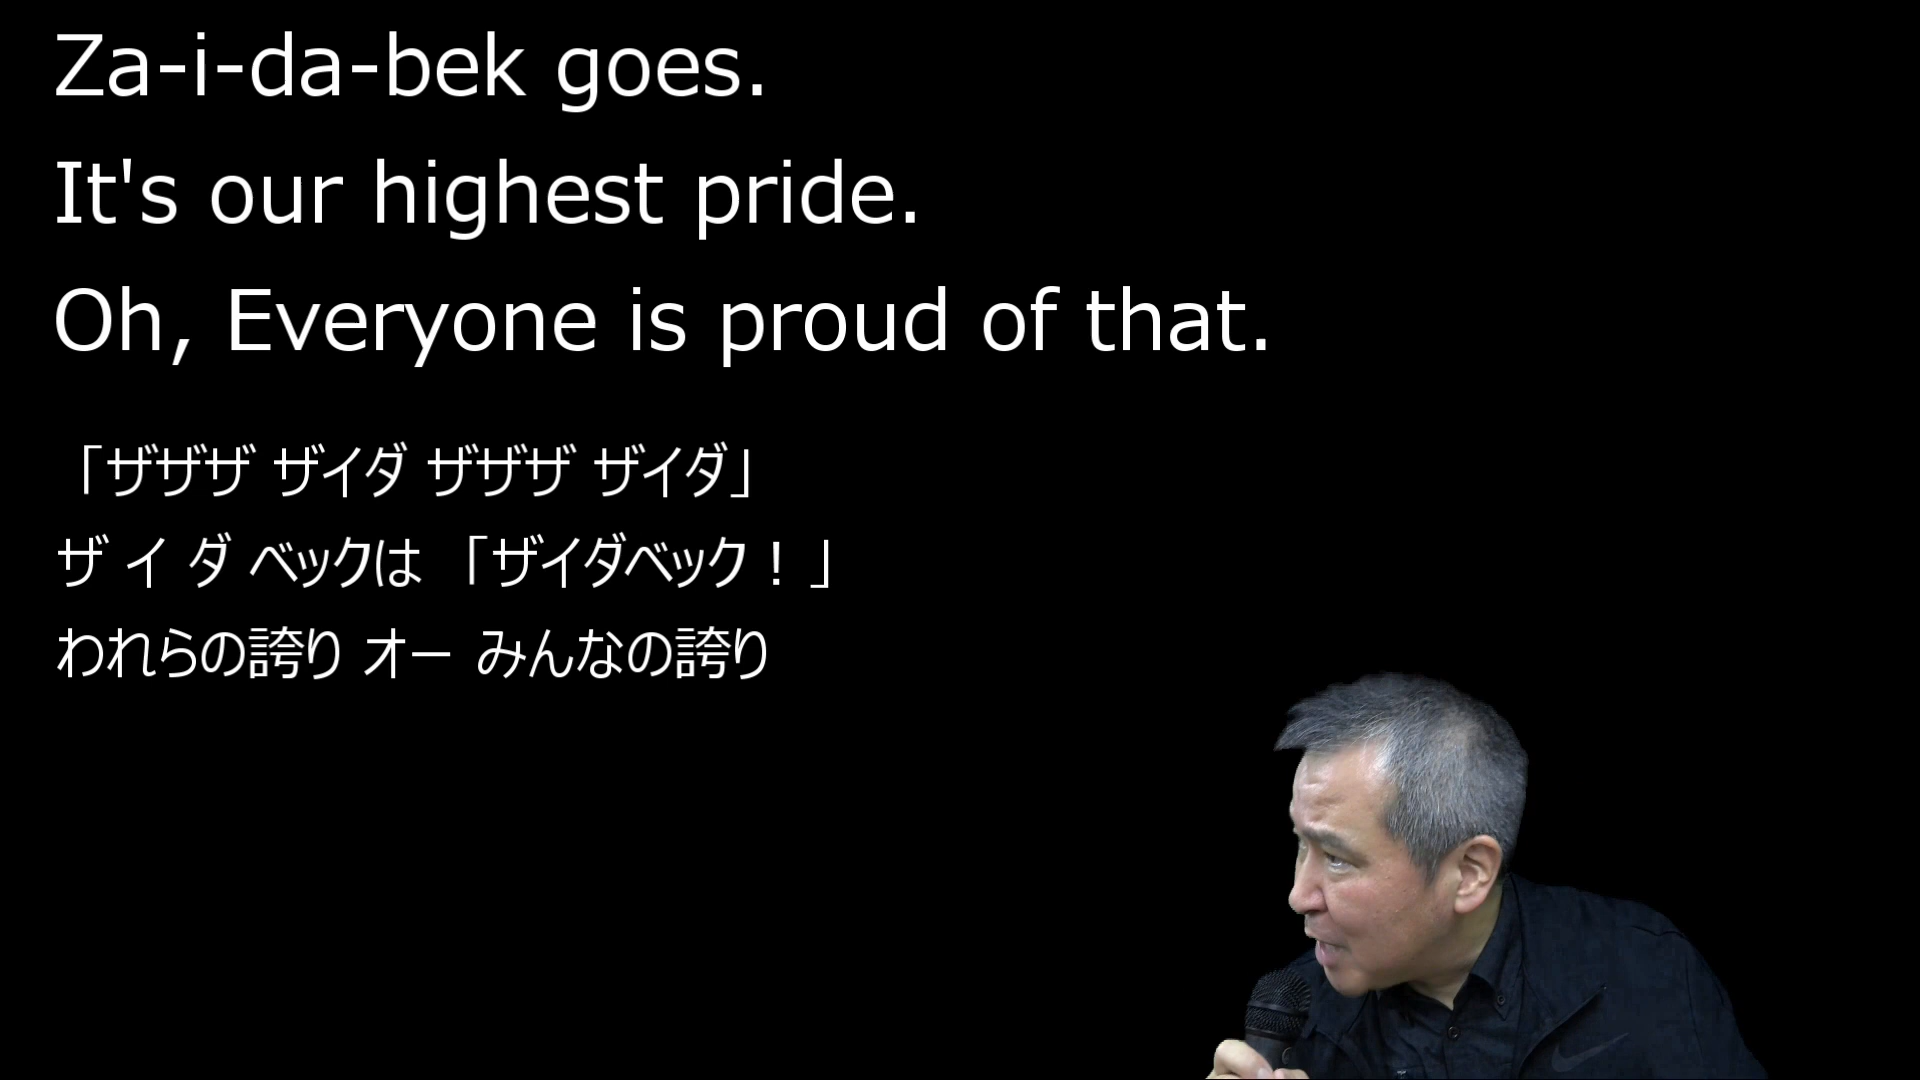 Za-i-da-bek goes.
It's our highest pride.
Oh, Everyone is proud of that.
「ザザザ ザイダ ザザザ ザイダ」
ザ イ ダ ベックは 「ザイダベック！」
われらの誇り オー みんなの誇り